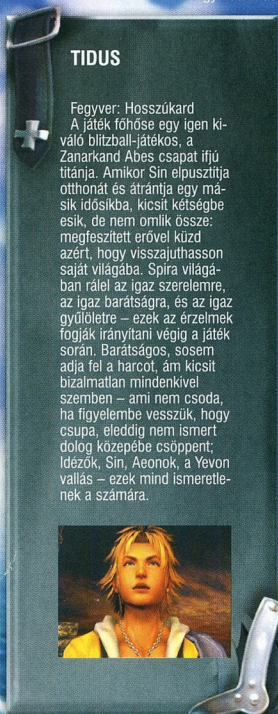 TIDUS
Fegyver: Hosszúkard
A játék főhőse egy igen ki-
váló blitzball-játékos, a
Zanarkand Abes csapat ifjú
titánja. Amikor Sin elpusztítja
otthonát és átrántja egy má-
sik idősíkba, kicsit kétségbe
esik, de nem omlik össze:
megfeszített erővel küzd
azért, hogy visszajuthasson
saját világába. Spira világá-
ban rálel az igaz szerelemre,
az igaz barátságra, és az igaz
gyűlöletre – ezek az érzelmek
fogják irányítani végig a játék
során. Barátságos, sosem
adja fel a harcot, ám kicsit
bizalmatlan mindenkivel
szemben – ami nem csoda,
ha figyelembe vesszük, hogy
csupa, eleddig nem ismert
dolog közepébe csöppent;
Idézők, Sin, Aeonok, a Yevon
vallás – ezek mind ismeretle-
nek a számára.